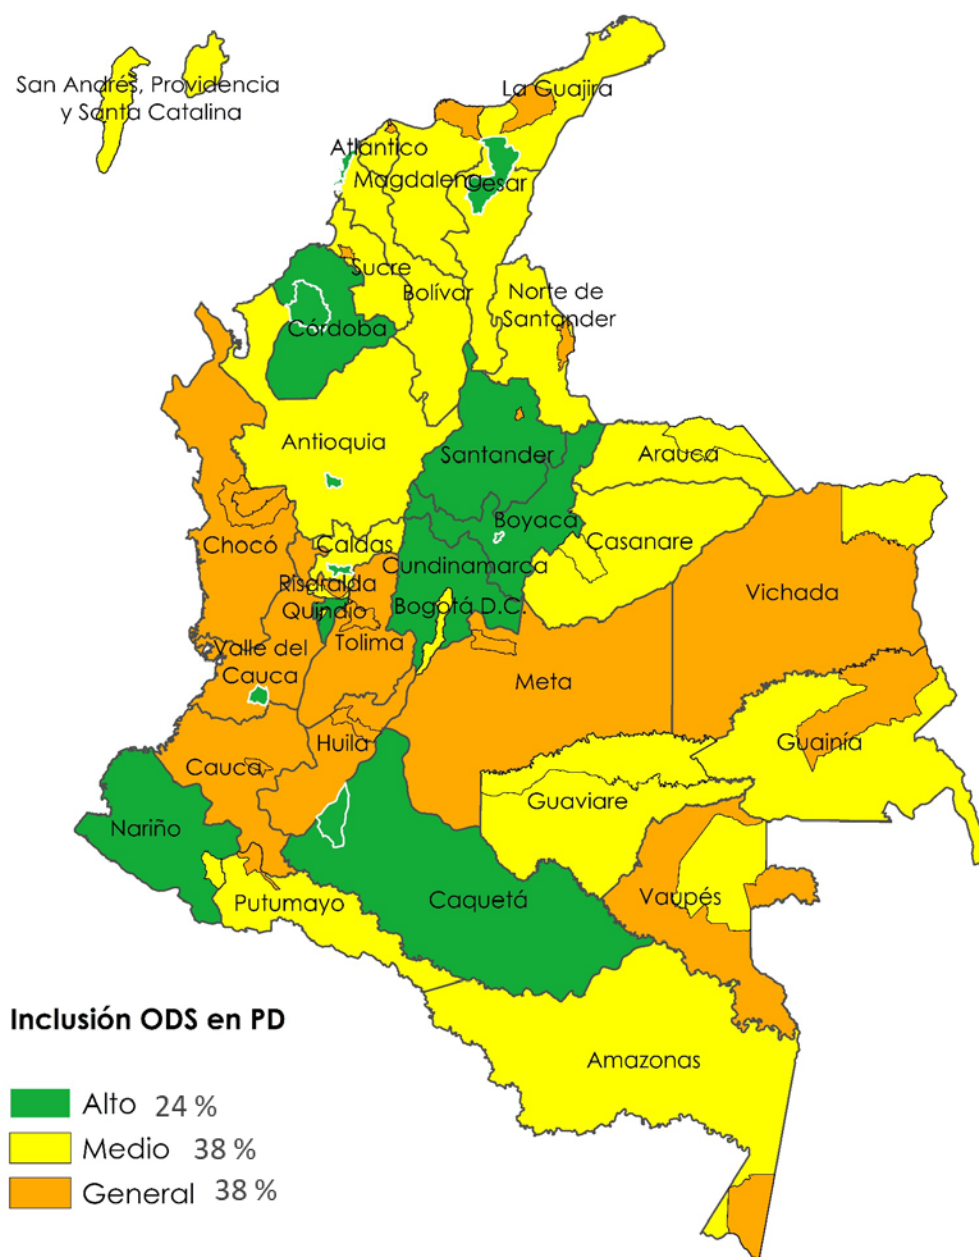 San Andrés, Providencia
y Santa Catalina
La Guajira
Atlántico
Magdalena
Cesar
Sucre
Bolívar
Norte de
Santander
Córdoba
Antioquia
Santander
Arauca
Boyacá
Chocó
Caldas
Casanare
Cundinamarca
Risaralda
Vichada
Quindío
Bogotá D.C.
Tolima
Valle del
Cauca
Meta
Huila
Guainía
Cauca
Guaviare
Nariño
Caquetá
Vaupés
Putumayo
Inclusión ODS en PD
Amazonas
Alto 24 %
Medio 38 %
General 38 %